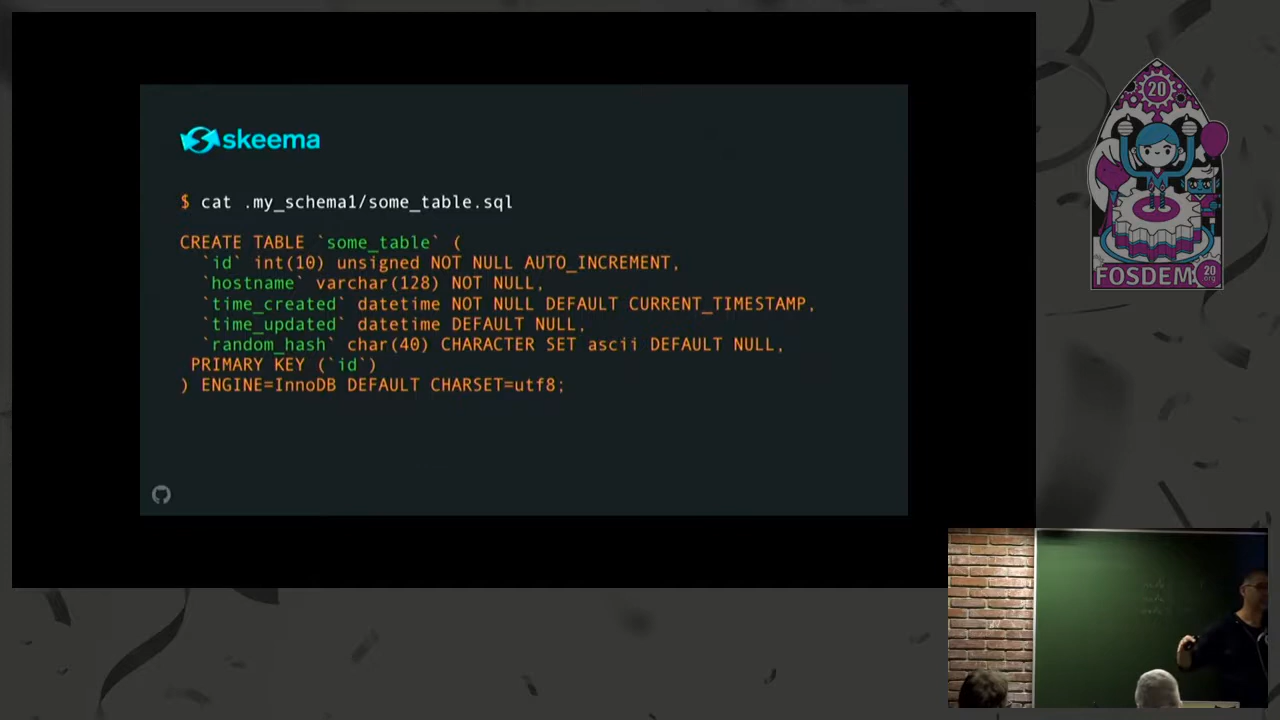 skeema
$ cat .my_schema1/some_table.sql
CREATE TABLE `some_table` (
`id` int(10) unsigned NOT NULL AUTO_INCREMENT,
`hostname` varchar(128) NOT NULL,
`time_created` datetime NOT NULL DEFAULT CURRENT_TIMESTAMP,
`time_updated` datetime DEFAULT NULL,
`random_hash` char(40) CHARACTER SET ascii DEFAULT NULL,
PRIMARY KEY (`id`)
) ENGINE=InnoDB DEFAULT CHARSET=utf8;
20
FOSDEM 20
.org